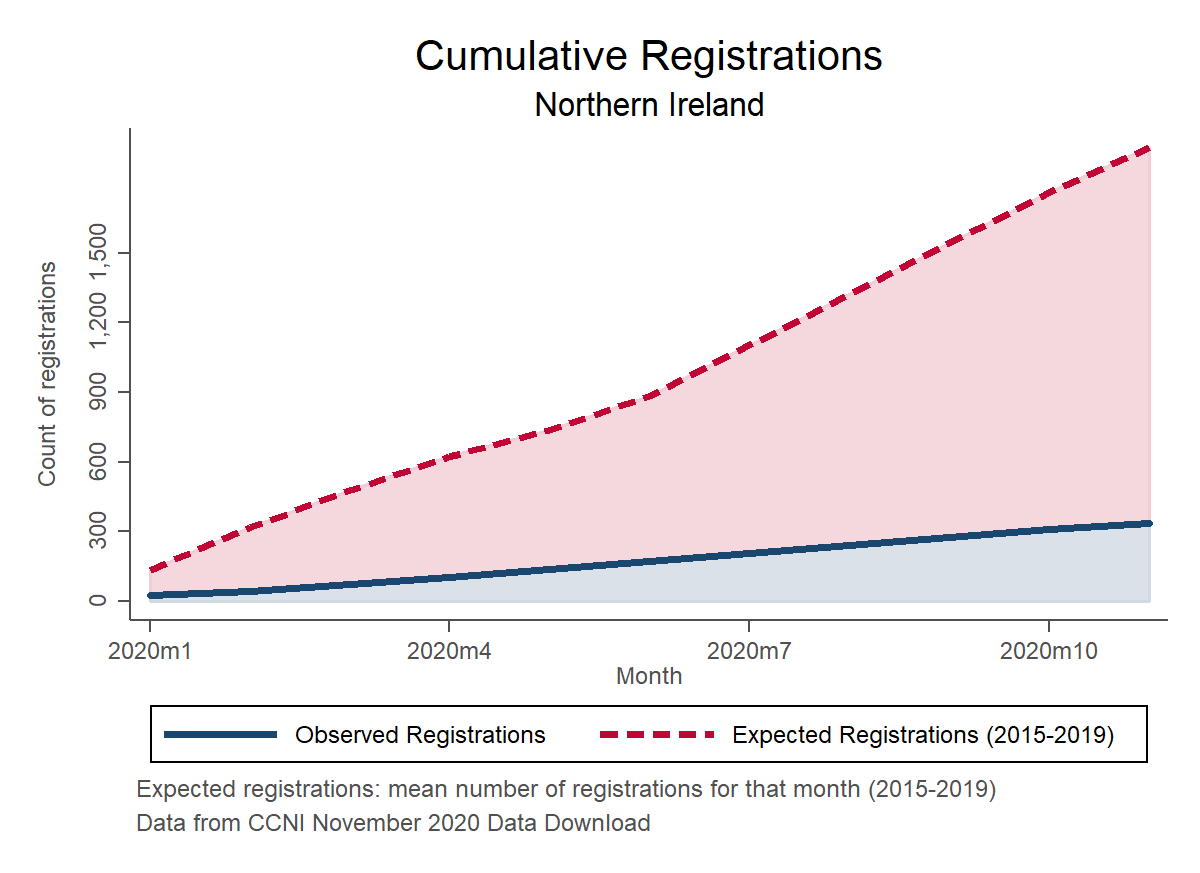 Cumulative Registrations
Northern Ireland
Count of registrations
1,500
1,200
900
600
300
0
2020m1 2020m4 2020m7 2020m10
Month
Observed Registrations Expected Registrations (2015-2019)
Expected registrations: mean number of registrations for that month (2015-2019)
Data from CCNI November 2020 Data Download